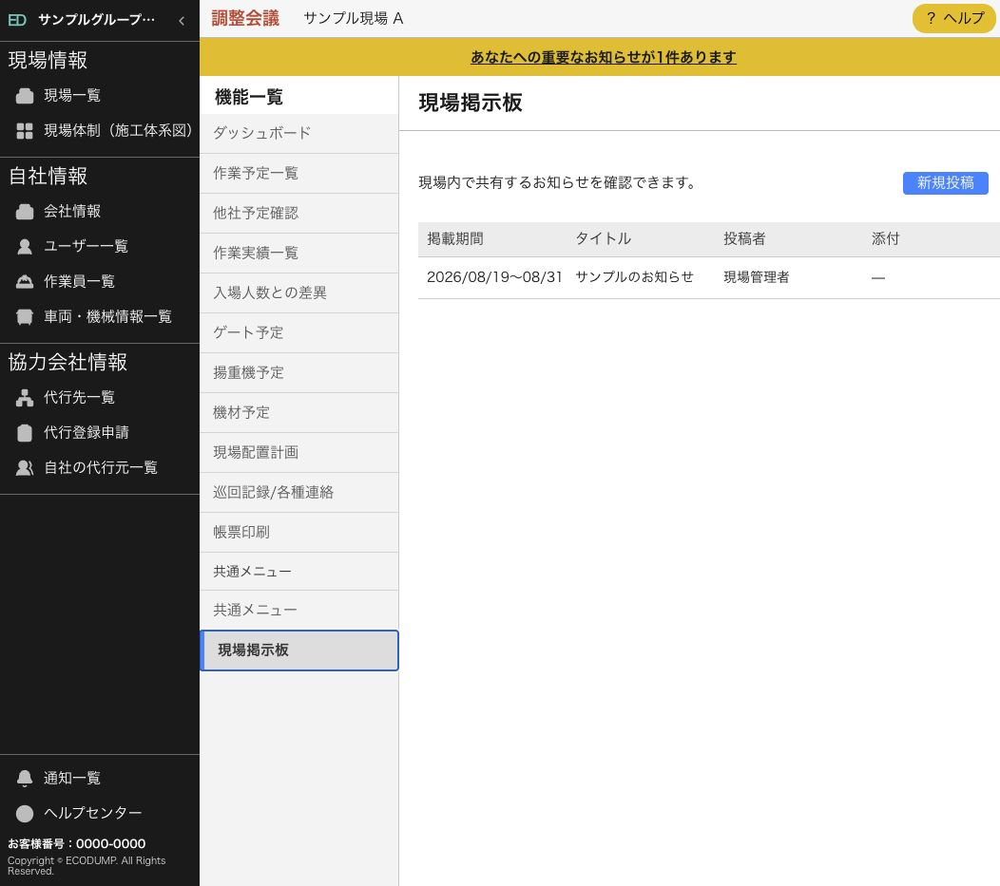 ED サンプルグループ…
現場情報
現場一覧
現場体制（施工体系図）
自社情報
会社情報
ユーザー一覧
作業員一覧
車両・機械情報一覧
協力会社情報
代行先一覧
代行登録申請
自社の代行元一覧
通知一覧
ヘルプセンター
お客様番号：0000-0000
Copyright © ECODUMP. All Rights
Reserved.
調整会議 サンプル現場 A
？ ヘルプ
あなたへの重要なお知らせが1件あります
機能一覧
ダッシュボード
作業予定一覧
他社予定確認
作業実績一覧
入場人数との差異
ゲート予定
揚重機予定
機材予定
現場配置計画
巡回記録/各種連絡
帳票印刷
共通メニュー
共通メニュー
現場掲示板
現場掲示板
現場内で共有するお知らせを確認できます。
新規投稿
掲載期間 タイトル 投稿者 添付
2026/08/19〜08/31 サンプルのお知らせ 現場管理者 —